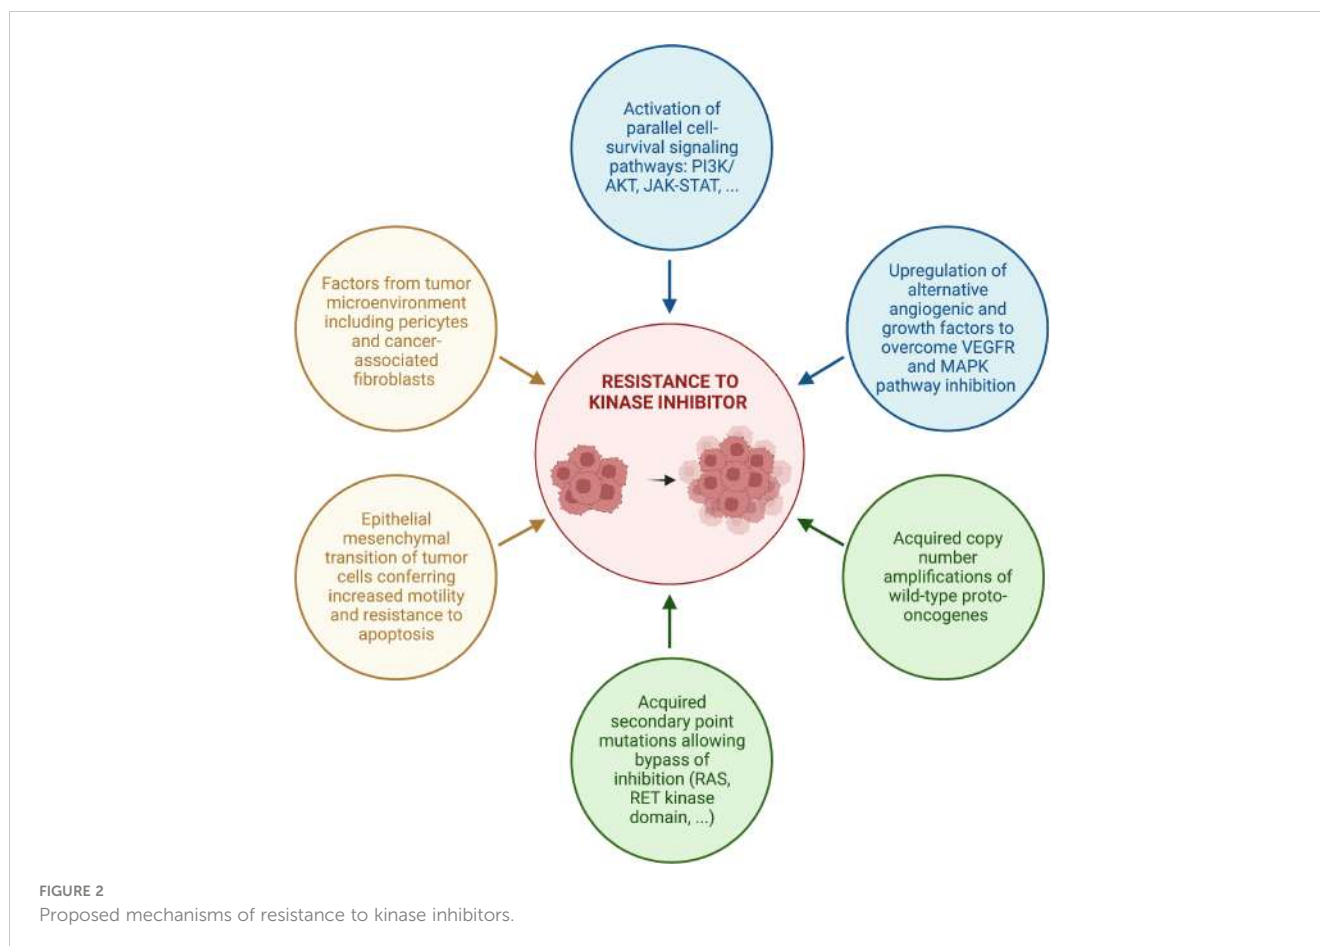 Activation of
parallel cell-
survival signaling
pathways: PI3K/
AKT, JAK-STAT, ...
Factors from tumor
microenvironment
including pericytes
and cancer-
associated
fibroblasts
Upregulation of
alternative
angiogenic and
growth factors to
overcome VEGFR
and MAPK
pathway inhibition
RESISTANCE TO
KINASE INHIBITOR
Epithelial
mesenchymal
transition of tumor
cells conferring
increased motility
and resistance to
apoptosis
Acquired copy
number
amplifications of
wild-type proto-
oncogenes
Acquired
secondary point
mutations allowing
bypass of
inhibition (RAS,
RET kinase
domain, ...)
FIGURE 2
Proposed mechanisms of resistance to kinase inhibitors.